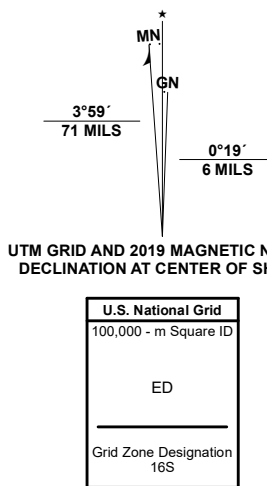 ★
MN
GN
3°59´
71 MILS
0°19´
6 MILS
UTM GRID AND 2019 MAGNETIC
DECLINATION AT CENTER OF
U.S. National Grid
100,000 - m Square ID
ED
Grid Zone Designation
16S